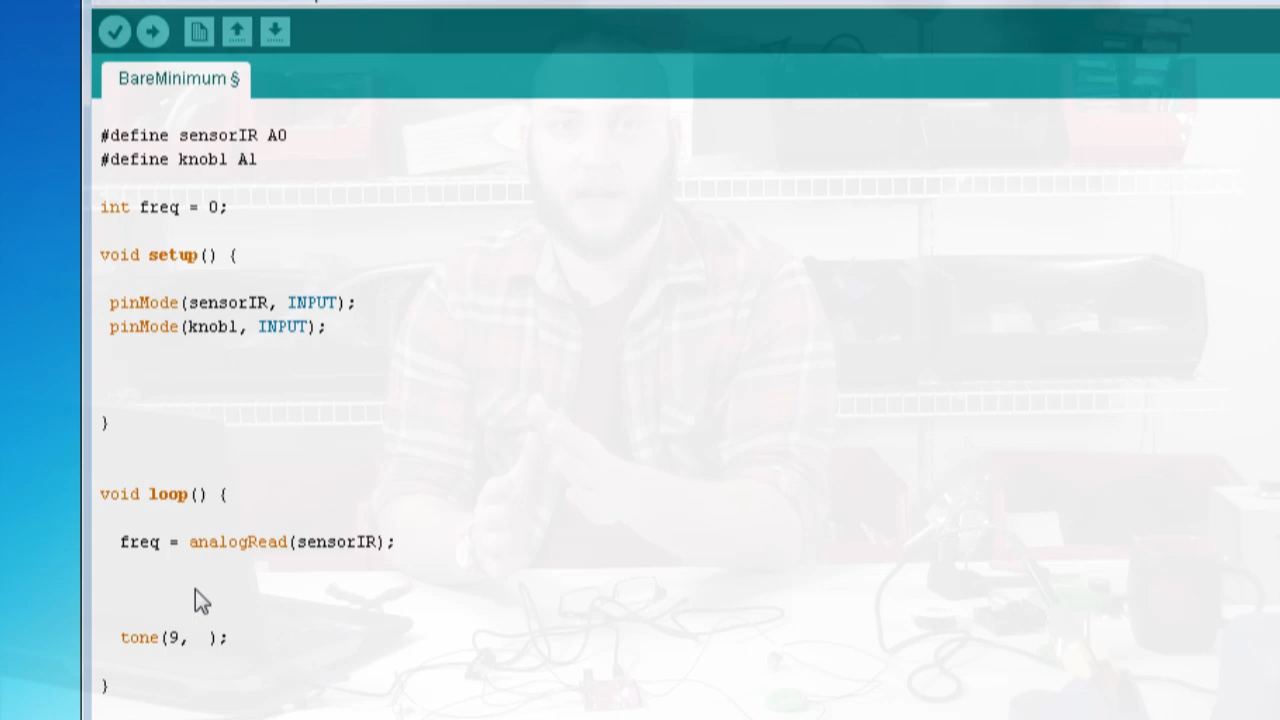 BareMinimum §
#define sensorIR A0
#define knob1 A1
int freq = 0;
void setup() {
pinMode(sensorIR, INPUT);
pinMode(knob1, INPUT);
}
void loop() {
freq = analogRead(sensorIR);
tone(9,  );
}